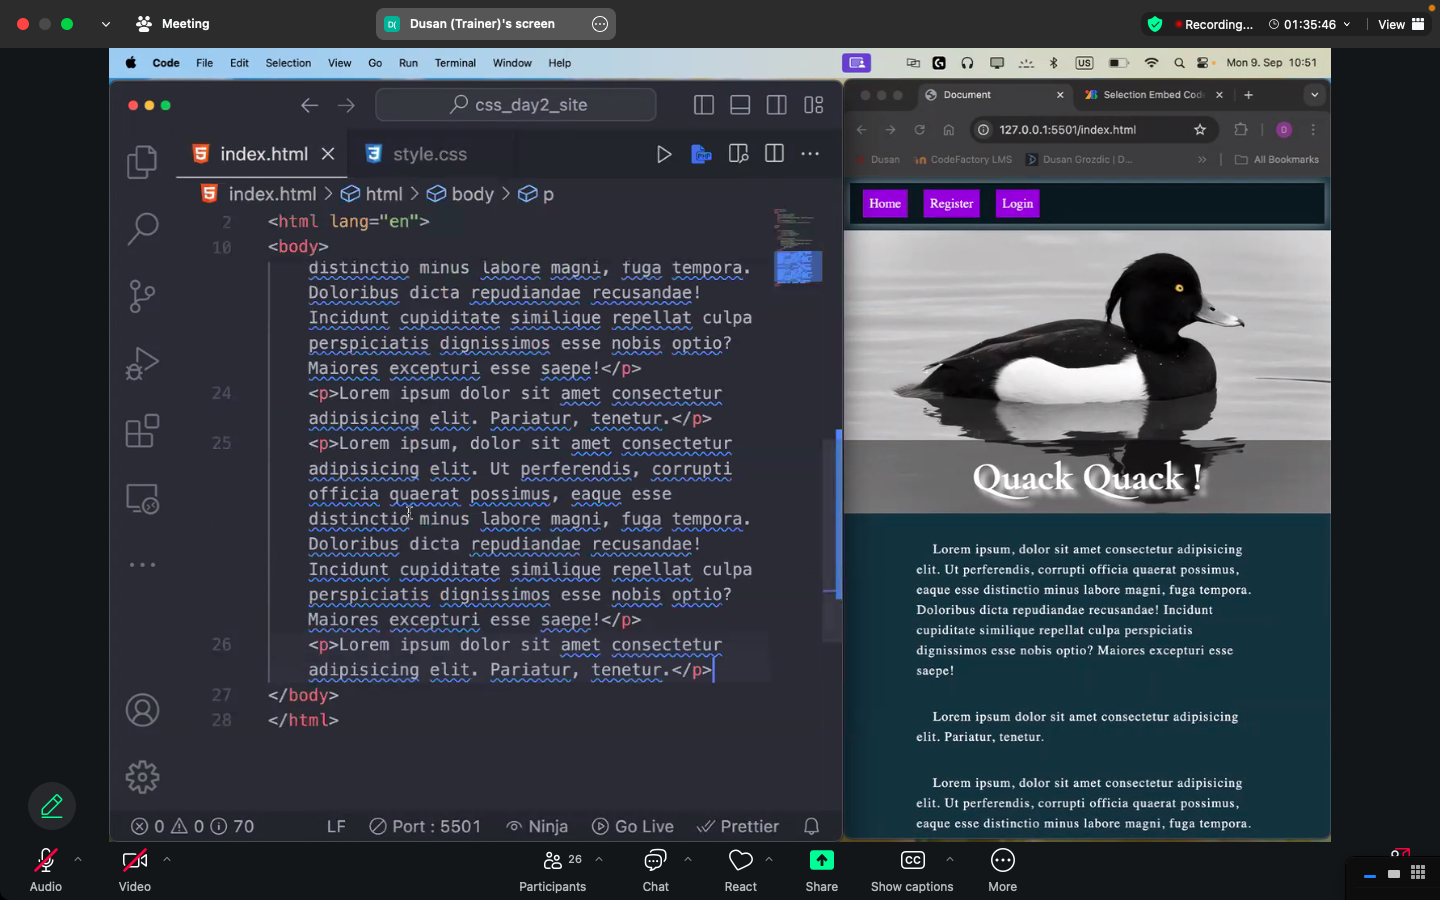 Meeting
D( Dusan (Trainer)'s screen
Recording...
01:35:46
View
Code File Edit Selection View Go Run Terminal Window Help
US
Mon 9. Sep 10:51
css_day2_site
index.html
style.css
index.html > html > body > p
2 <html lang="en">
10 <body>
distinctio minus labore magni, fuga tempora.
Doloribus dicta repudiandae recusandae!
Incidunt cupiditate similique repellat culpa
perspiciatis dignissimos esse nobis optio?
Maiores excepturi esse saepe!</p>
24 <p>Lorem ipsum dolor sit amet consectetur
adipisicing elit. Pariatur, tenetur.</p>
25 <p>Lorem ipsum, dolor sit amet consectetur
adipisicing elit. Ut perferendis, corrupti
officia quaerat possimus, eaque esse
distinctio minus labore magni, fuga tempora.
Doloribus dicta repudiandae recusandae!
Incidunt cupiditate similique repellat culpa
perspiciatis dignissimos esse nobis optio?
Maiores excepturi esse saepe!</p>
26 <p>Lorem ipsum dolor sit amet consectetur
adipisicing elit. Pariatur, tenetur.</p>
27 </body>
28 </html>
0 0 70
LF
Port : 5501
Ninja
Go Live
Prettier
Document
Selection Embed Cod
127.0.0.1:5501/index.html
D
Dusan
CodeFactory LMS
Dusan Grozdic | D...
All Bookmarks
Home
Register
Login
Quack Quack !
Lorem ipsum, dolor sit amet consectetur adipisicing
elit. Ut perferendis, corrupti officia quaerat possimus,
eaque esse distinctio minus labore magni, fuga tempora.
Doloribus dicta repudiandae recusandae! Incidunt
cupiditate similique repellat culpa perspiciatis
dignissimos esse nobis optio? Maiores excepturi esse
saepe!
Lorem ipsum dolor sit amet consectetur adipisicing
elit. Pariatur, tenetur.
Lorem ipsum, dolor sit amet consectetur adipisicing
elit. Ut perferendis, corrupti officia quaerat possimus,
eaque esse distinctio minus labore magni, fuga tempora.
Audio
Video
26
Participants
Chat
React
Share
CC
Show captions
More